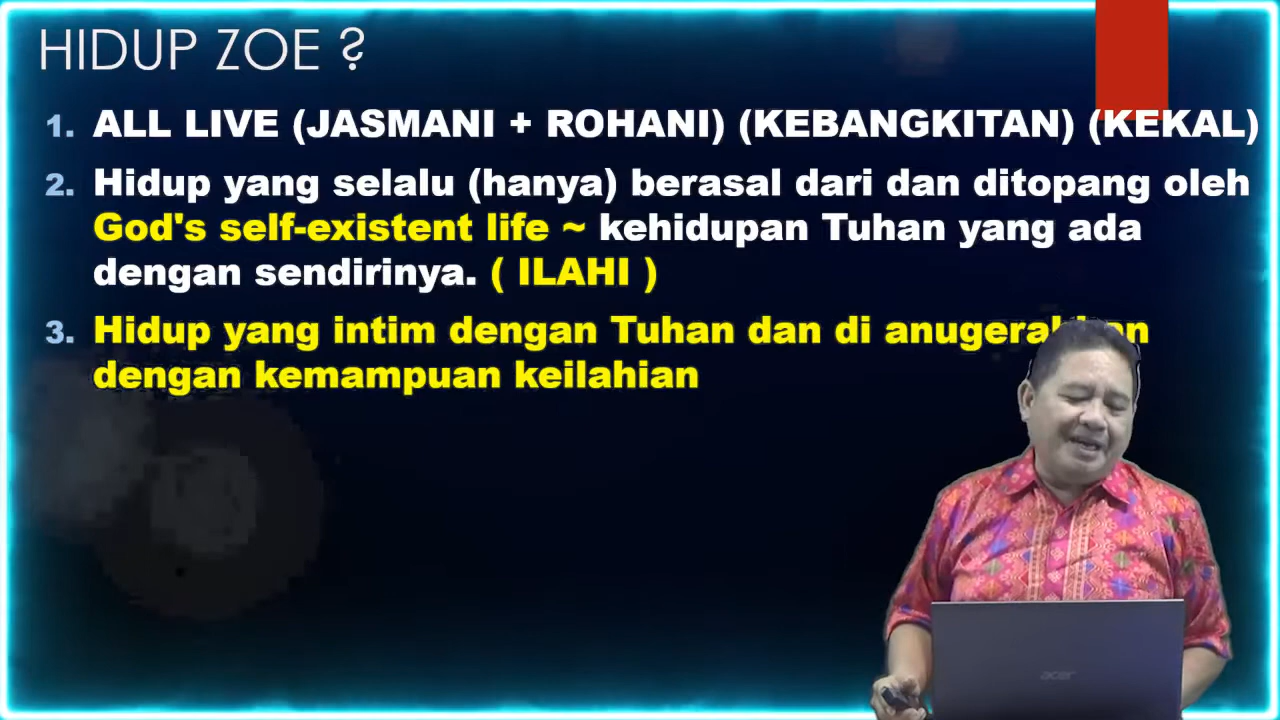 HIDUP ZOE ?
1. ALL LIVE (JASMANI + ROHANI) (KEBANGKITAN) (KEKAL)
2. Hidup yang selalu (hanya) berasal dari dan ditopang oleh
God's self-existent life ~ kehidupan Tuhan yang ada
dengan sendirinya. ( ILAHI )
3. Hidup yang intim dengan Tuhan dan di
dengan kemampuan keilahian
acer